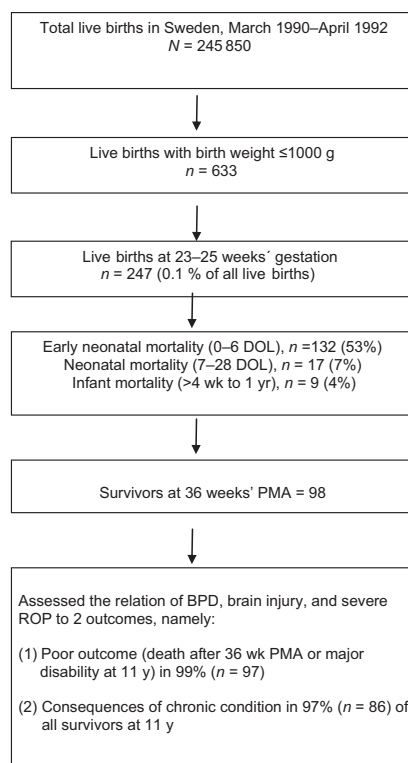 Total live births in Sweden, March 1990–April 1992
N = 245 850
Live births with birth weight ≤1000 g
n = 633
Live births at 23–25 weeks´ gestation
n = 247 (0.1 % of all live births)
Early neonatal mortality (0–6 DOL), n =132 (53%)
Neonatal mortality (7–28 DOL), n = 17 (7%)
Infant mortality (>4 wk to 1 yr), n = 9 (4%)
Survivors at 36 weeks’ PMA = 98
Assessed the relation of BPD, brain injury, and severe
ROP to 2 outcomes, namely:
(1) Poor outcome (death after 36 wk PMA or major
disability at 11 y) in 99% (n = 97)
(2) Consequences of chronic condition in 97% (n = 86) of
all survivors at 11 y